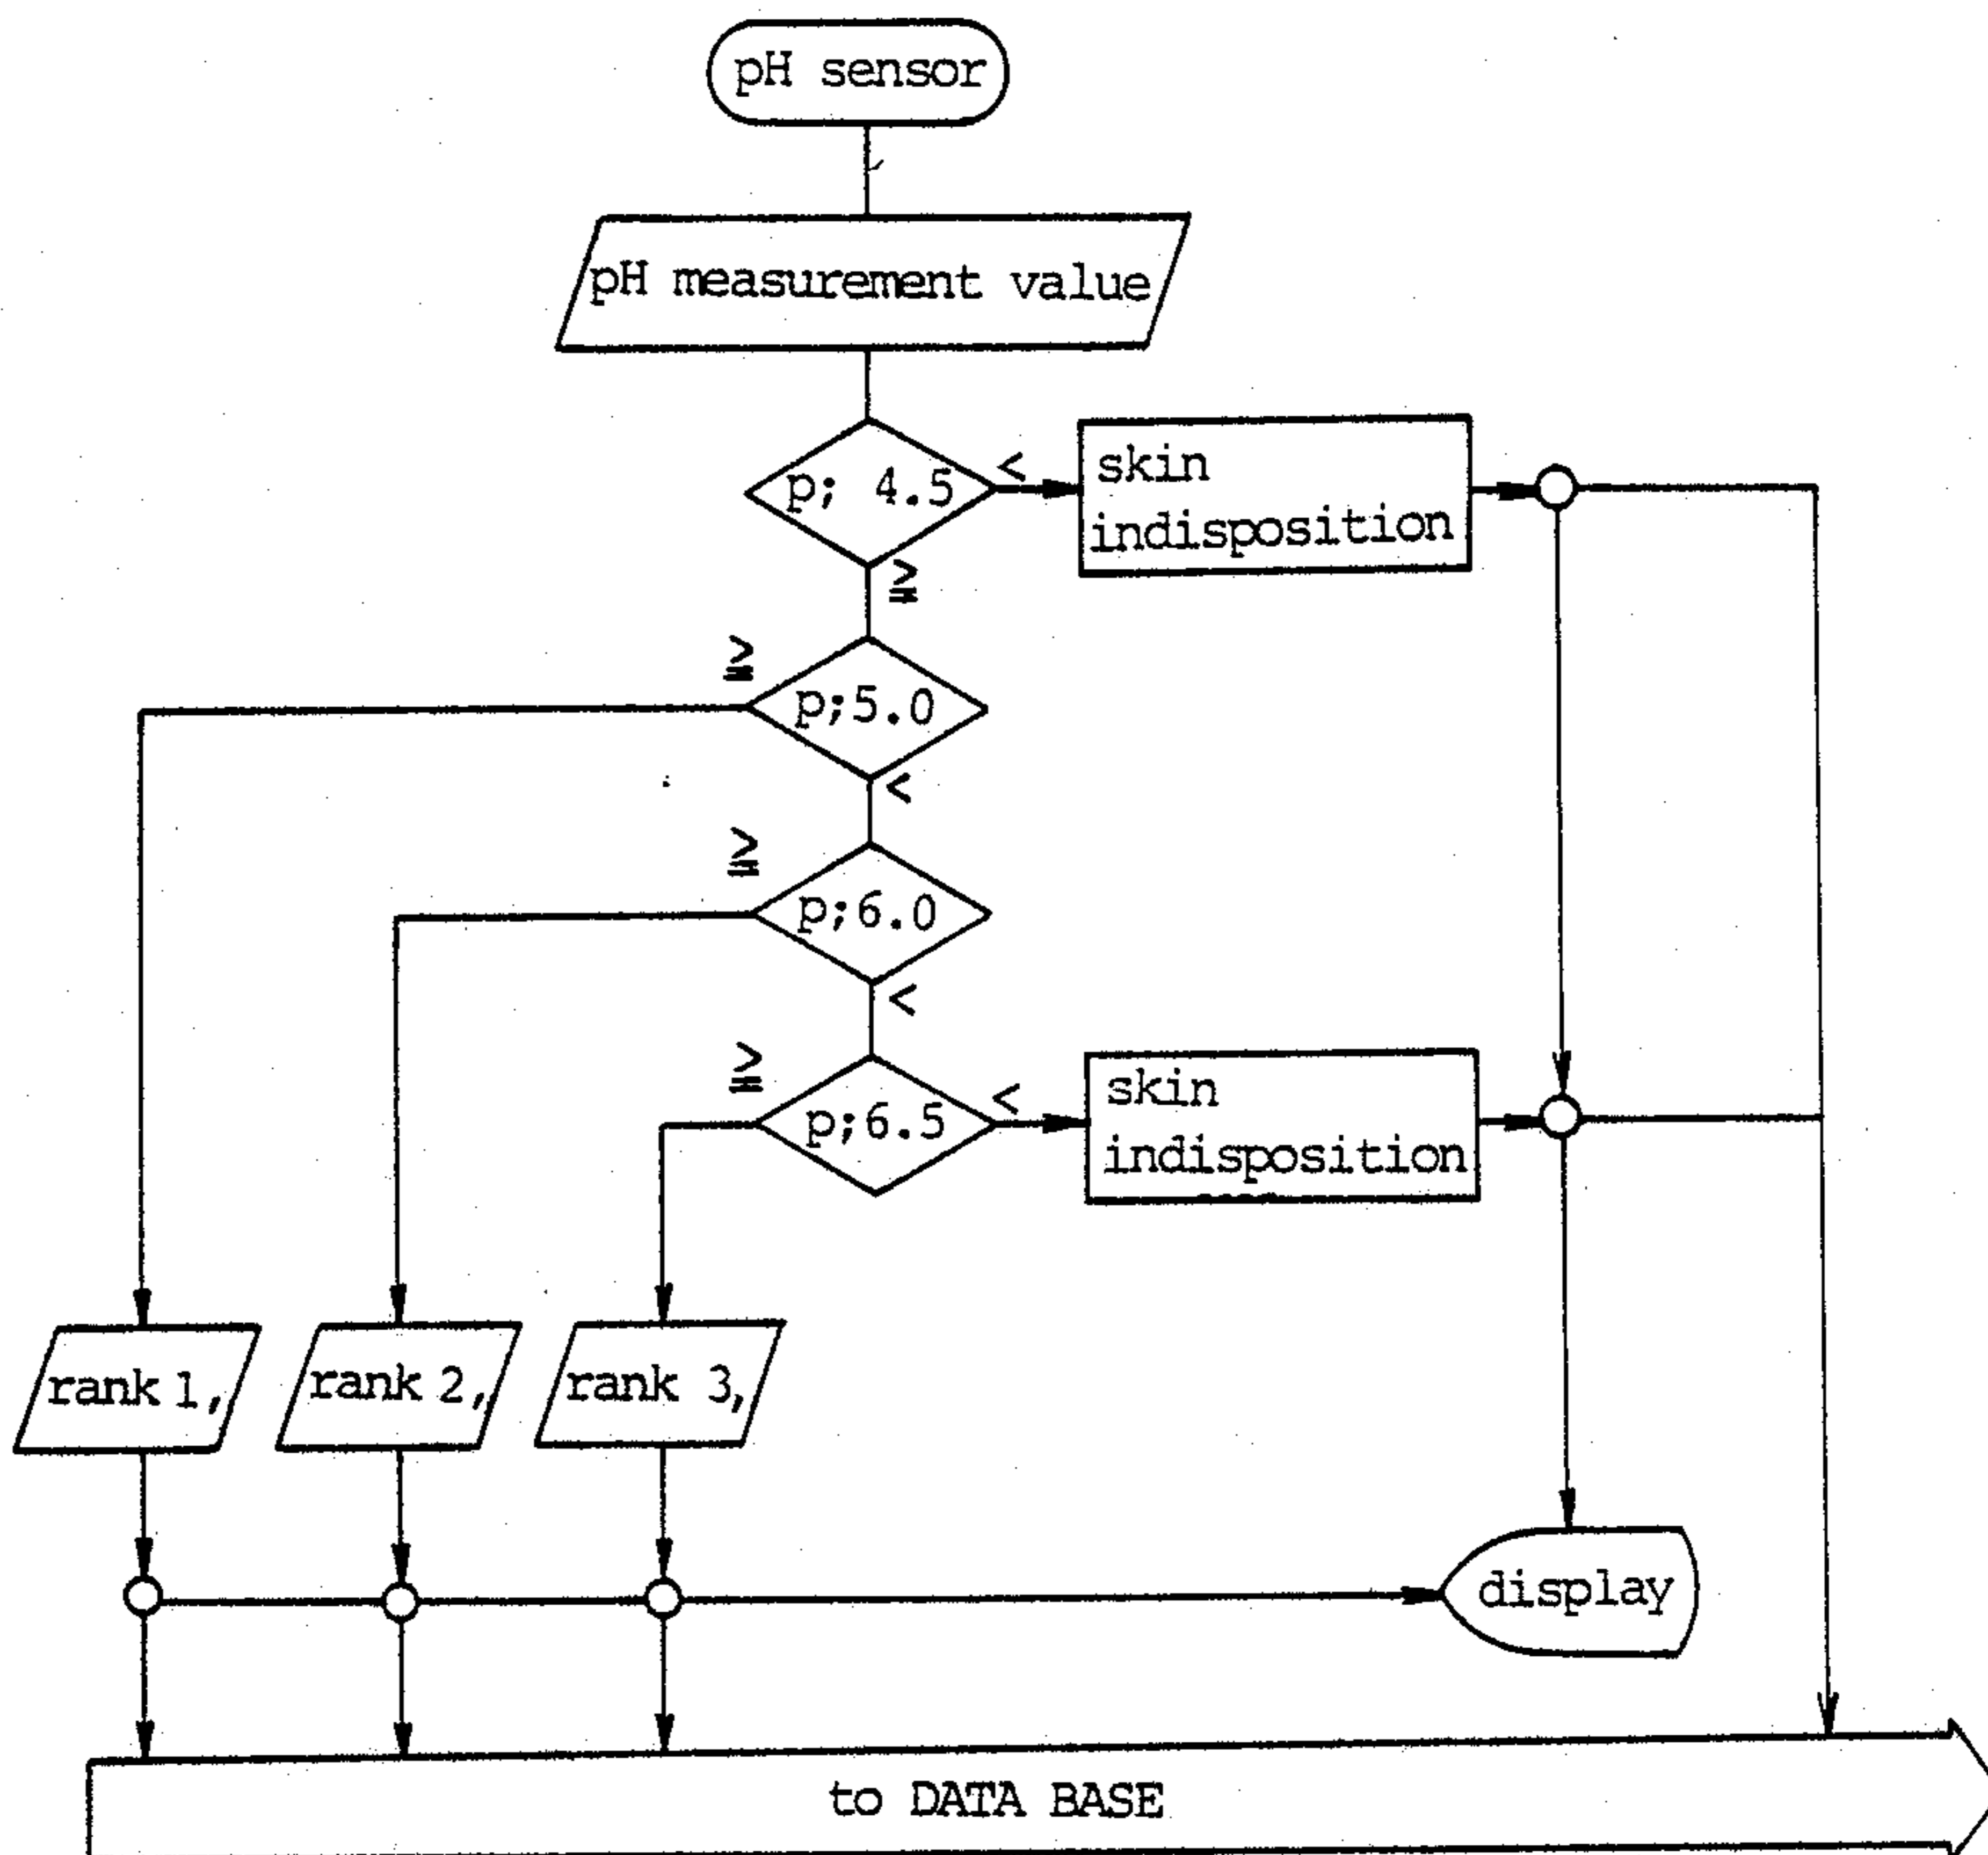 pH sensor
pH measurement value
p; 4.5
<
skin
indisposition
≧
≧
p;5.0
<
≧
p;6.0
<
≧
p;6.5
<
skin
indisposition
rank 1,
rank 2,
rank 3,
display
to DATA BASE